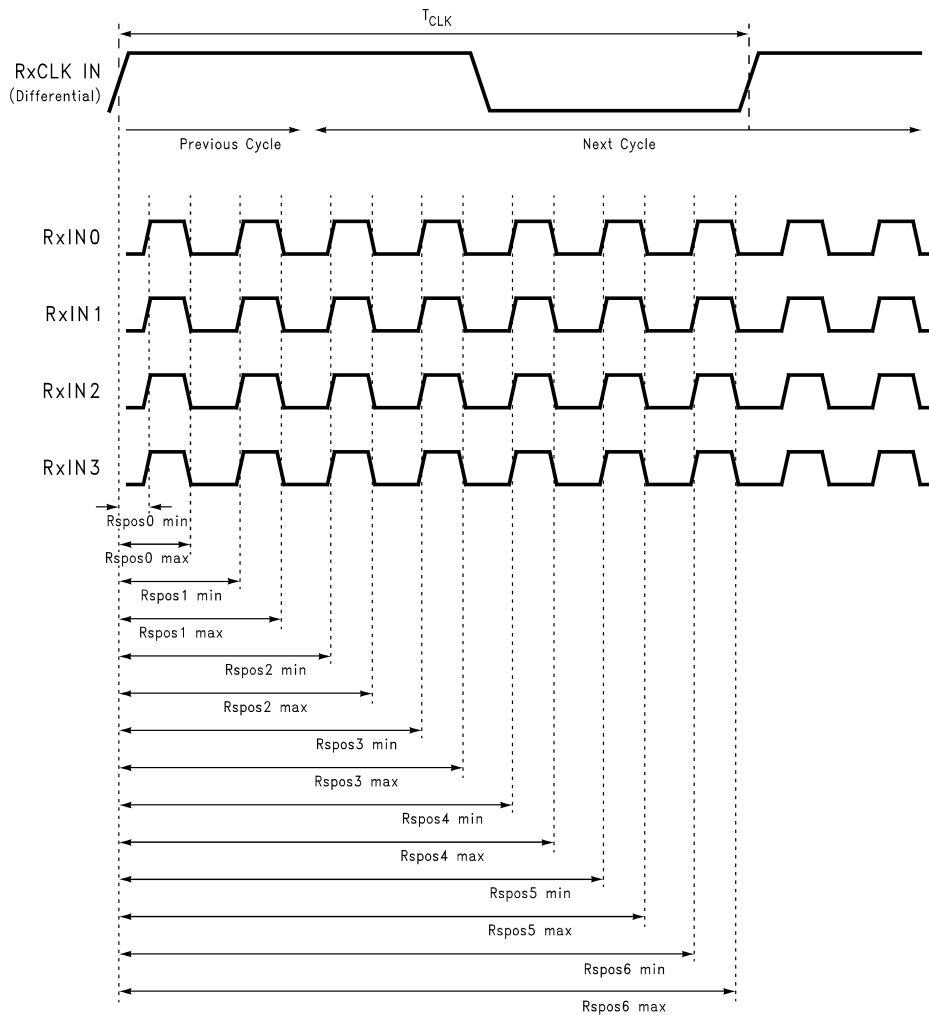 TCLK
RxCLK IN
(Differential)
Previous Cycle
Next Cycle
RxIN0
RxIN1
RxIN2
RxIN3
Rspos0 min
Rspos0 max
Rspos1 min
Rspos1 max
Rspos2 min
Rspos2 max
Rspos3 min
Rspos3 max
Rspos4 min
Rspos4 max
Rspos5 min
Rspos5 max
Rspos6 min
Rspos6 max